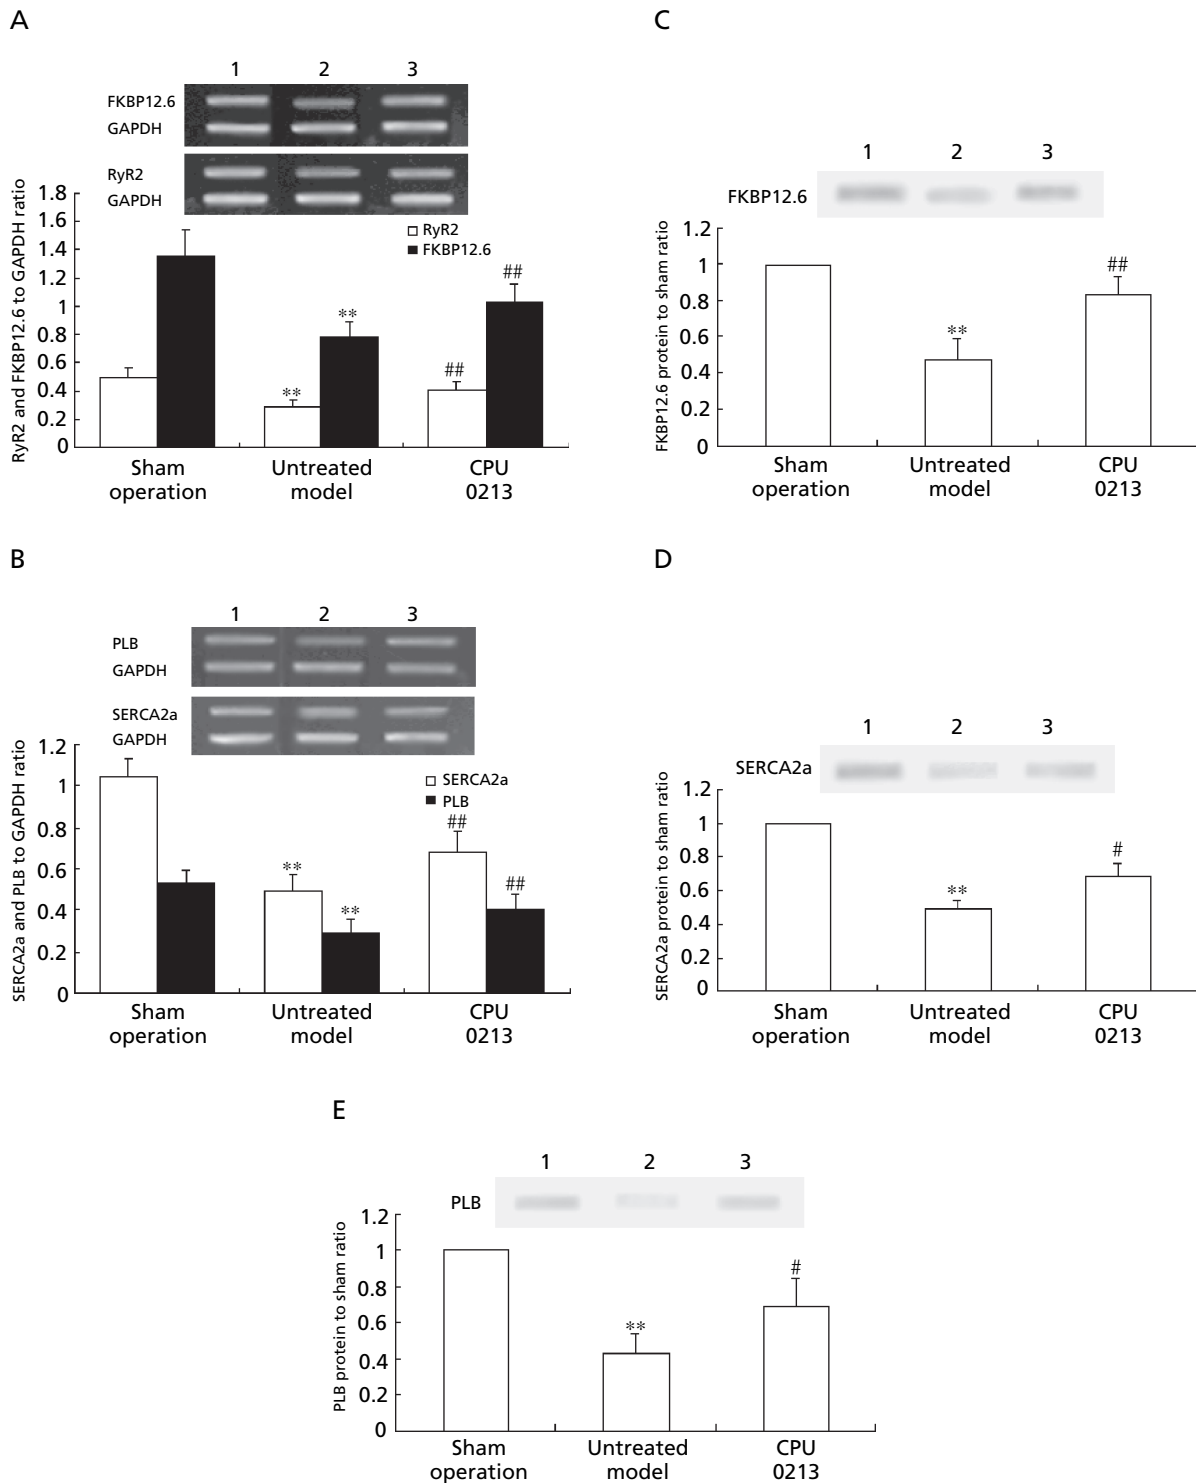 A
1 2 3
FKBP12.6
GAPDH
RyR2
GAPDH
RyR2 and FKBP12.6 to GAPDH ratio
1.8
1.6
1.4
1.2
1
0.8
0.6
0.4
0.2
0
RyR2
FKBP12.6
**
**
##
##
Sham
operation
Untreated
model
CPU
0213
C
1 2 3
FKBP12.6
FKBP12.6 protein to sham ratio
1.2
1
0.8
0.6
0.4
0.2
0
**
##
Sham
operation
Untreated
model
CPU
0213
B
1 2 3
PLB
GAPDH
SERCA2a
GAPDH
SERCA2a and PLB to GAPDH ratio
1.2
1
0.8
0.6
0.4
0.2
0
SERCA2a
PLB
**
**
##
##
Sham
operation
Untreated
model
CPU
0213
D
1 2 3
SERCA2a
SERCA2a protein to sham ratio
1.2
1
0.8
0.6
0.4
0.2
0
**
#
Sham
operation
Untreated
model
CPU
0213
E
1 2 3
PLB
PLB protein to sham ratio
1.2
1
0.8
0.6
0.4
0.2
0
**
#
Sham
operation
Untreated
model
CPU
0213